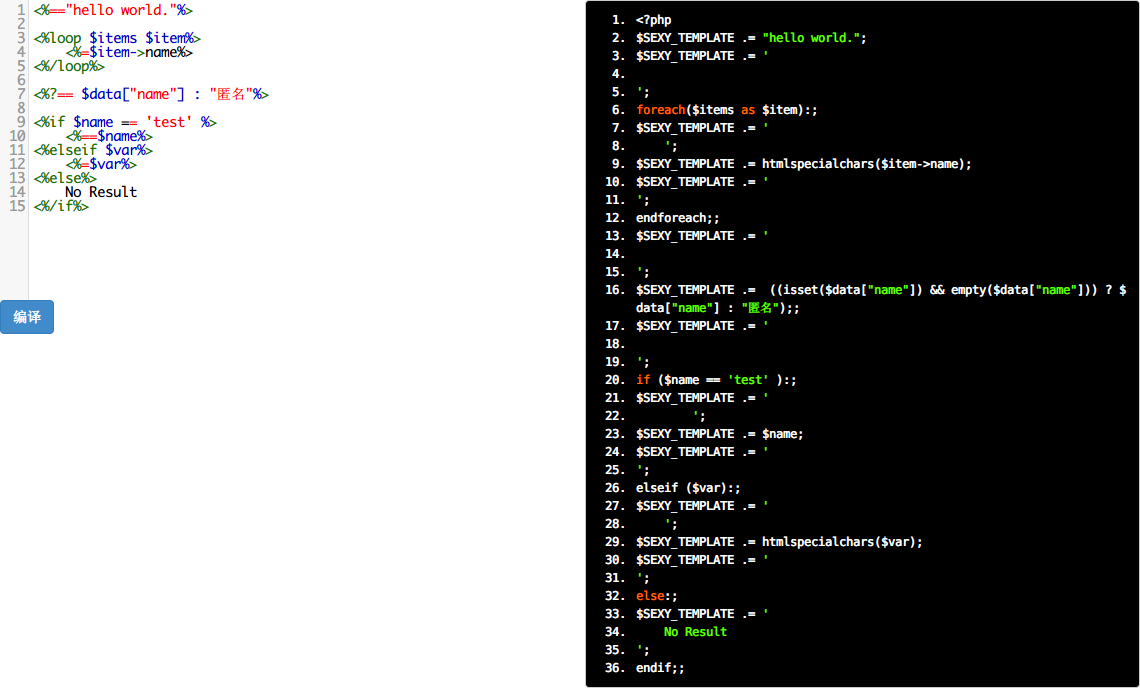 1 <%=="hello world."%>
2
3 <%loop $items $item%>
4     <%=$item->name%>
5 <%/loop%>
6
7 <%?== $data["name"] : "匿名"%>
8
9 <%if $name == 'test' %>
10     <%==$name%>
11 <%elseif $var%>
12     <%=$var%>
13 <%else%>
14     No Result
15 <%/if%>
编译
1. <?php
2. $SEXY_TEMPLATE .= "hello world.";
3. $SEXY_TEMPLATE .= '
4.
5. ';
6. foreach($items as $item):;
7. $SEXY_TEMPLATE .= '
8.     ';
9. $SEXY_TEMPLATE .= htmlspecialchars($item->name);
10. $SEXY_TEMPLATE .= '
11. ';
12. endforeach;;
13. $SEXY_TEMPLATE .= '
14.
15. ';
16. $SEXY_TEMPLATE .=  ((isset($data["name"]) && empty($data["name"])) ? $
data["name"] : "匿名");;
17. $SEXY_TEMPLATE .= '
18.
19. ';
20. if ($name == 'test' ):;
21. $SEXY_TEMPLATE .= '
22.         ';
23. $SEXY_TEMPLATE .= $name;
24. $SEXY_TEMPLATE .= '
25. ';
26. elseif ($var):;
27. $SEXY_TEMPLATE .= '
28.     ';
29. $SEXY_TEMPLATE .= htmlspecialchars($var);
30. $SEXY_TEMPLATE .= '
31. ';
32. else:;
33. $SEXY_TEMPLATE .= '
34.     No Result
35. ';
36. endif;;